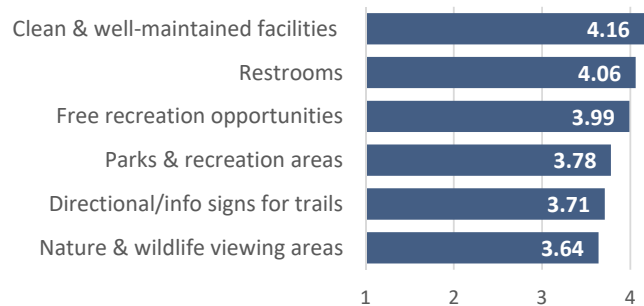 Clean & well-maintained facilities 4.16
Restrooms 4.06
Free recreation opportunities 3.99
Parks & recreation areas 3.78
Directional/info signs for trails 3.71
Nature & wildlife viewing areas 3.64
1 2 3 4